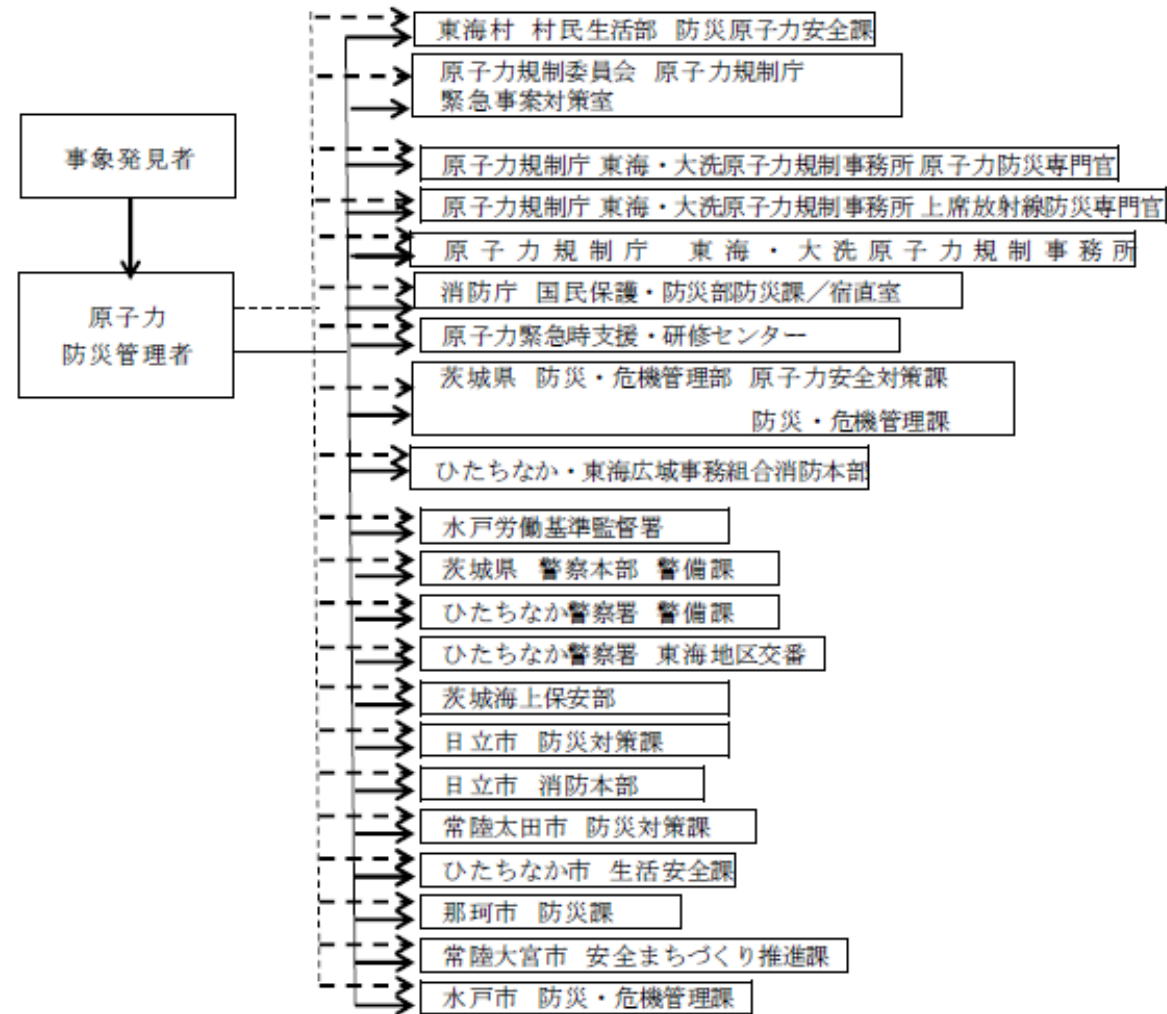 事象発見者
原子力
防災管理者
東海村 村民生活部 防災原子力安全課
原子力規制委員会 原子力規制庁
緊急事案対策室
原子力規制庁 東海・大洗原子力規制事務所 原子力防災専門官
原子力規制庁 東海・大洗原子力規制事務所 上席放射線防災専門官
原子力規制庁 東海・大洗原子力規制事務所
消防庁 国民保護・防災部防災課／宿直室
原子力緊急時支援・研修センター
茨城県 防災・危機管理部 原子力安全対策課
防災・危機管理課
ひたちなか・東海広域事務組合消防本部
水戸労働基準監督署
茨城県 警察本部 警備課
ひたちなか警察署 警備課
ひたちなか警察署 東海地区交番
茨城海上保安部
日立市 防災対策課
日立市 消防本部
常陸太田市 防災対策課
ひたちなか市 生活安全課
那珂市 防災課
常陸大宮市 安全まちづくり推進課
水戸市 防災・危機管理課